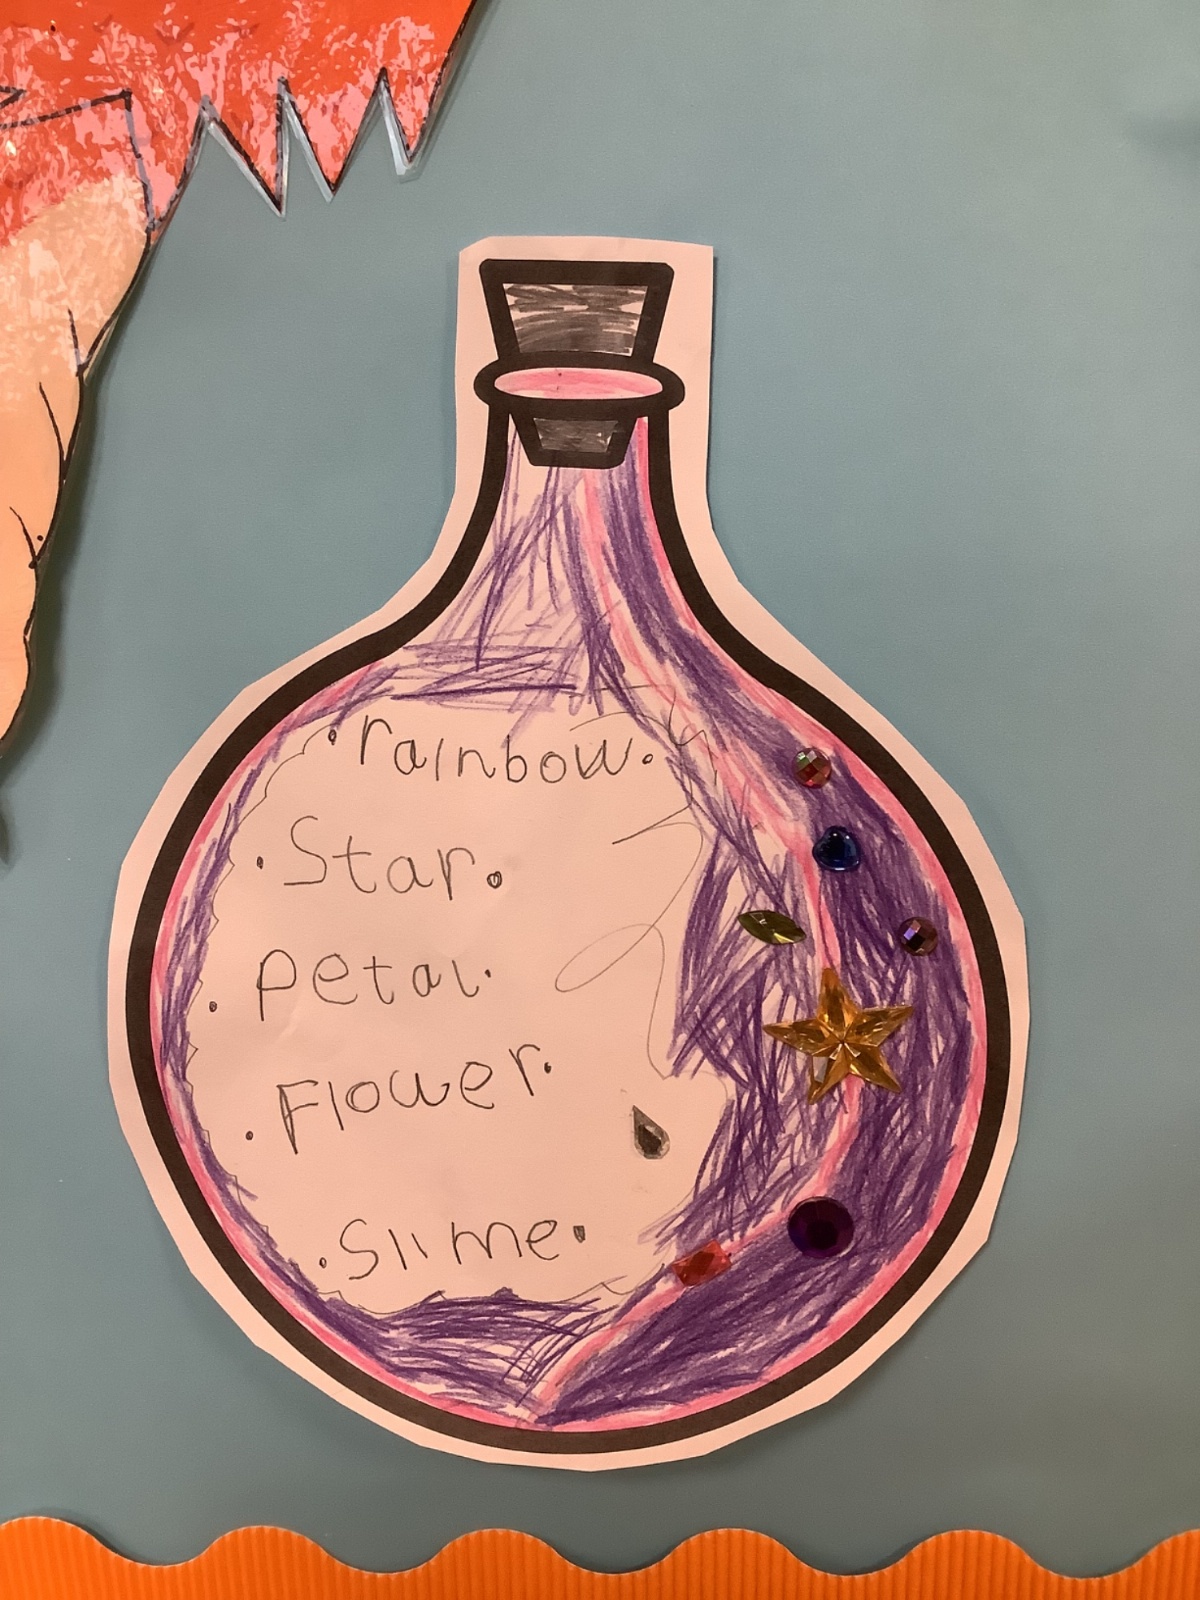 . rainbow.
. Star.
. petal.
. Flower.
. Slime.